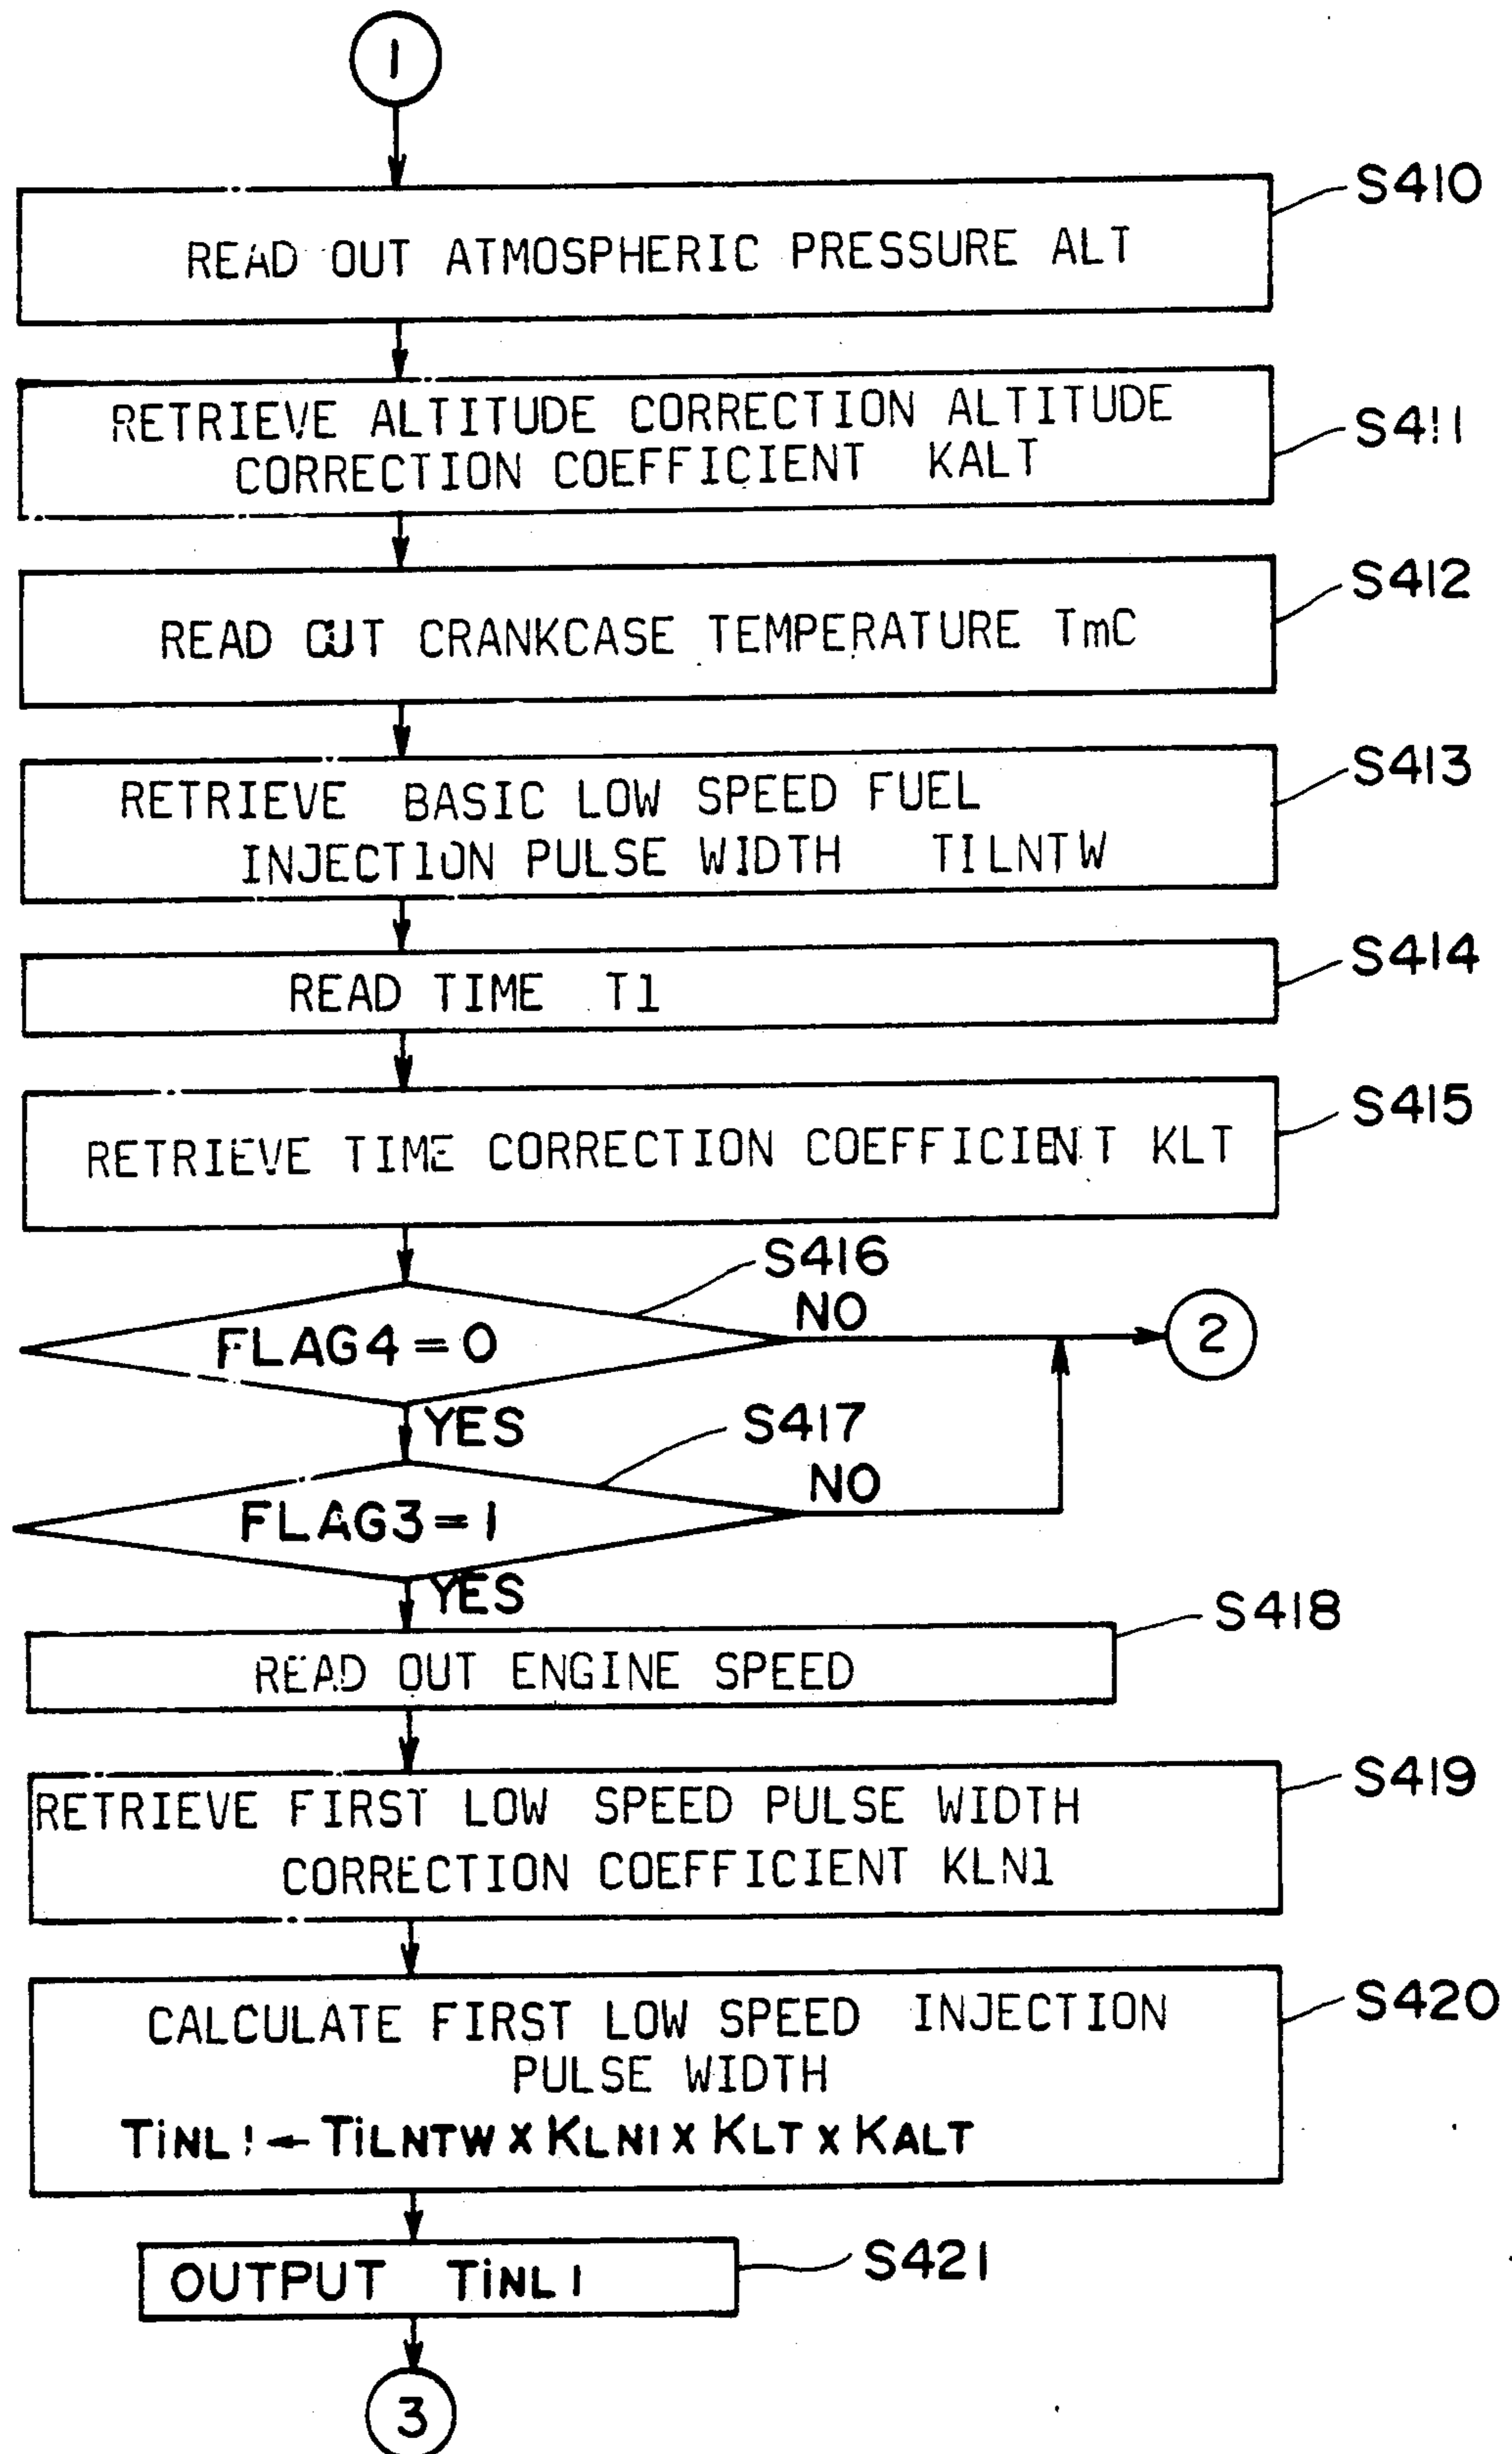 1
S410
READ OUT ATMOSPHERIC PRESSURE ALT
RETRIEVE ALTITUDE CORRECTION ALTITUDE
CORRECTION COEFFICIENT KALT
S411
S412
READ OUT CRANKCASE TEMPERATURE TmC
S413
RETRIEVE BASIC LOW SPEED FUEL
INJECTION PULSE WIDTH TILNTW
S414
READ TIME T1
S415
RETRIEVE TIME CORRECTION COEFFICIENT KLT
S416
NO
FLAG4=0
2
YES
S417
NO
FLAG3=1
YES
S418
READ OUT ENGINE SPEED
S419
RETRIEVE FIRST LOW SPEED PULSE WIDTH
CORRECTION COEFFICIENT KLN1
S420
CALCULATE FIRST LOW SPEED INJECTION
PULSE WIDTH
TiNL1←TiLNTW x KLN1 x KLT x KALT
S421
OUTPUT TiNL1
3